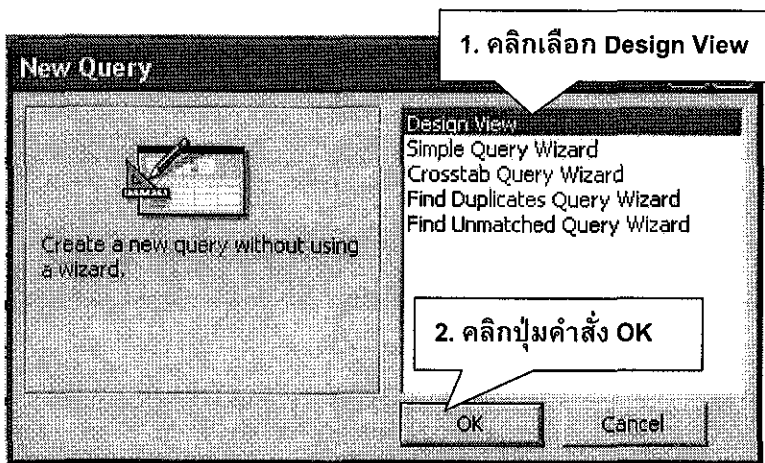 1. คลิกเลือก Design View
New Query
Design View
Simple Query Wizard
Crosstab Query Wizard
Find Duplicates Query Wizard
Find Unmatched Query Wizard
Create a new query without using
a wizard.
2. คลิกปุ่มคำสั่ง OK
OK
Cancel